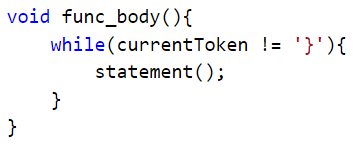 void func_body(){
    while(currentToken != '}'){
        statement();
    }
}